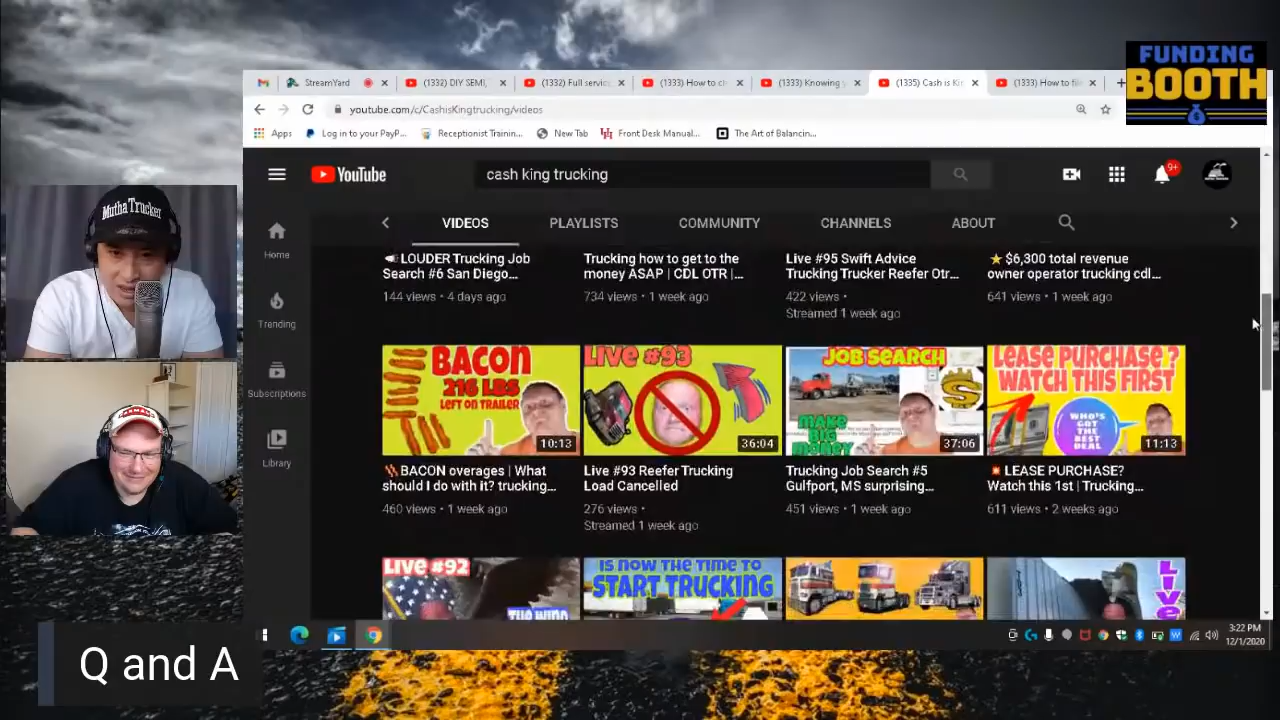 FUNDING
BOOTH
StreamYard
(1332) DIY SEMI,
(1332) Full servic
(1333) How to cl
(1333) Knowing y
(1335) Cash is Kin
(1333) How to file
youtube.com/c/CashisKingtrucking/videos
Apps
Log in to your PayP...
Receptionist Trainin...
New Tab
Front Desk Manual...
The Art of Balancin...
YouTube
cash king trucking
9+
Home
Trending
Subscriptions
Library
VIDEOS
PLAYLISTS
COMMUNITY
CHANNELS
ABOUT
LOUDER Trucking Job
Search #6 San Diego...
144 views • 4 days ago
Trucking how to get to the
money ASAP | CDL OTR |...
734 views • 1 week ago
Live #95 Swift Advice
Trucking Trucker Reefer Otr...
422 views •
Streamed 1 week ago
$6,300 total revenue
owner operator trucking cdl...
641 views • 1 week ago
BACON
216 LBS
LEFT ON TRAILER
10:13
BACON overages | What
should I do with it? trucking...
460 views • 1 week ago
LIVE #93
36:04
Live #93 Reefer Trucking
Load Cancelled
276 views •
Streamed 1 week ago
JOB SEARCH
MAKE
BIG
MONEY
37:06
Trucking Job Search #5
Gulfport, MS surprising...
451 views • 1 week ago
LEASE PURCHASE?
WATCH THIS FIRST
WHO'S
GOT THE
BEST
DEAL
11:13
LEASE PURCHASE?
Watch this 1st | Trucking...
611 views • 2 weeks ago
LIVE #92
THE WIND
IS NOW THE TIME TO
START TRUCKING
LIVE
MuthaTrucker
3:22 PM
12/1/2020
Q and A